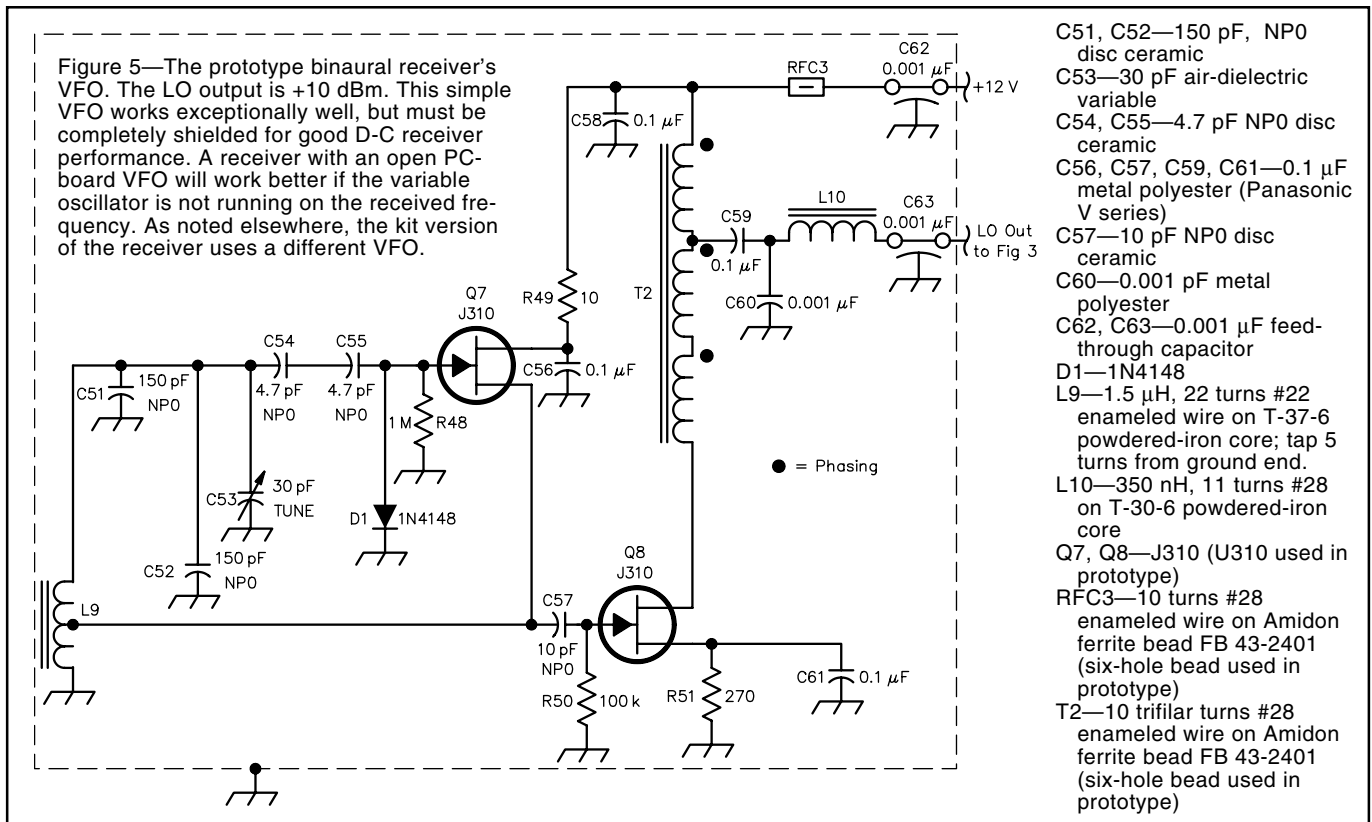 Figure 5—The prototype binaural receiver's
VFO. The LO output is +10 dBm. This simple
VFO works exceptionally well, but must be
completely shielded for good D-C receiver
performance. A receiver with an open PC-
board VFO will work better if the variable
oscillator is not running on the received fre-
quency. As noted elsewhere, the kit version
of the receiver uses a different VFO.
C58
0.1 µF
RFC3
C62
0.001 µF
+12 V
L10
C63
0.001 µF
LO Out
to Fig 3
C59
0.1 µF
T2
C60
0.001 µF
Q7
J310
R49
10
C56
0.1 µF
C54
4.7 pF
NP0
C55
4.7 pF
NP0
C51
150 pF
NP0
1 M
R48
C53
30 pF
TUNE
D1
1N4148
C52
150 pF
NP0
● = Phasing
L9
Q8
J310
C57
10 pF
NP0
R50
100 k
R51
270
C61
0.1 µF
C51, C52—150 pF, NP0
disc ceramic
C53—30 pF air-dielectric
variable
C54, C55—4.7 pF NP0 disc
ceramic
C56, C57, C59, C61—0.1 µF
metal polyester (Panasonic
V series)
C57—10 pF NP0 disc
ceramic
C60—0.001 pF metal
polyester
C62, C63—0.001 µF feed-
through capacitor
D1—1N4148
L9—1.5 µH, 22 turns #22
enameled wire on T-37-6
powdered-iron core; tap 5
turns from ground end.
L10—350 nH, 11 turns #28
on T-30-6 powdered-iron
core
Q7, Q8—J310 (U310 used in
prototype)
RFC3—10 turns #28
enameled wire on Amidon
ferrite bead FB 43-2401
(six-hole bead used in
prototype)
T2—10 trifilar turns #28
enameled wire on Amidon
ferrite bead FB 43-2401
(six-hole bead used in
prototype)